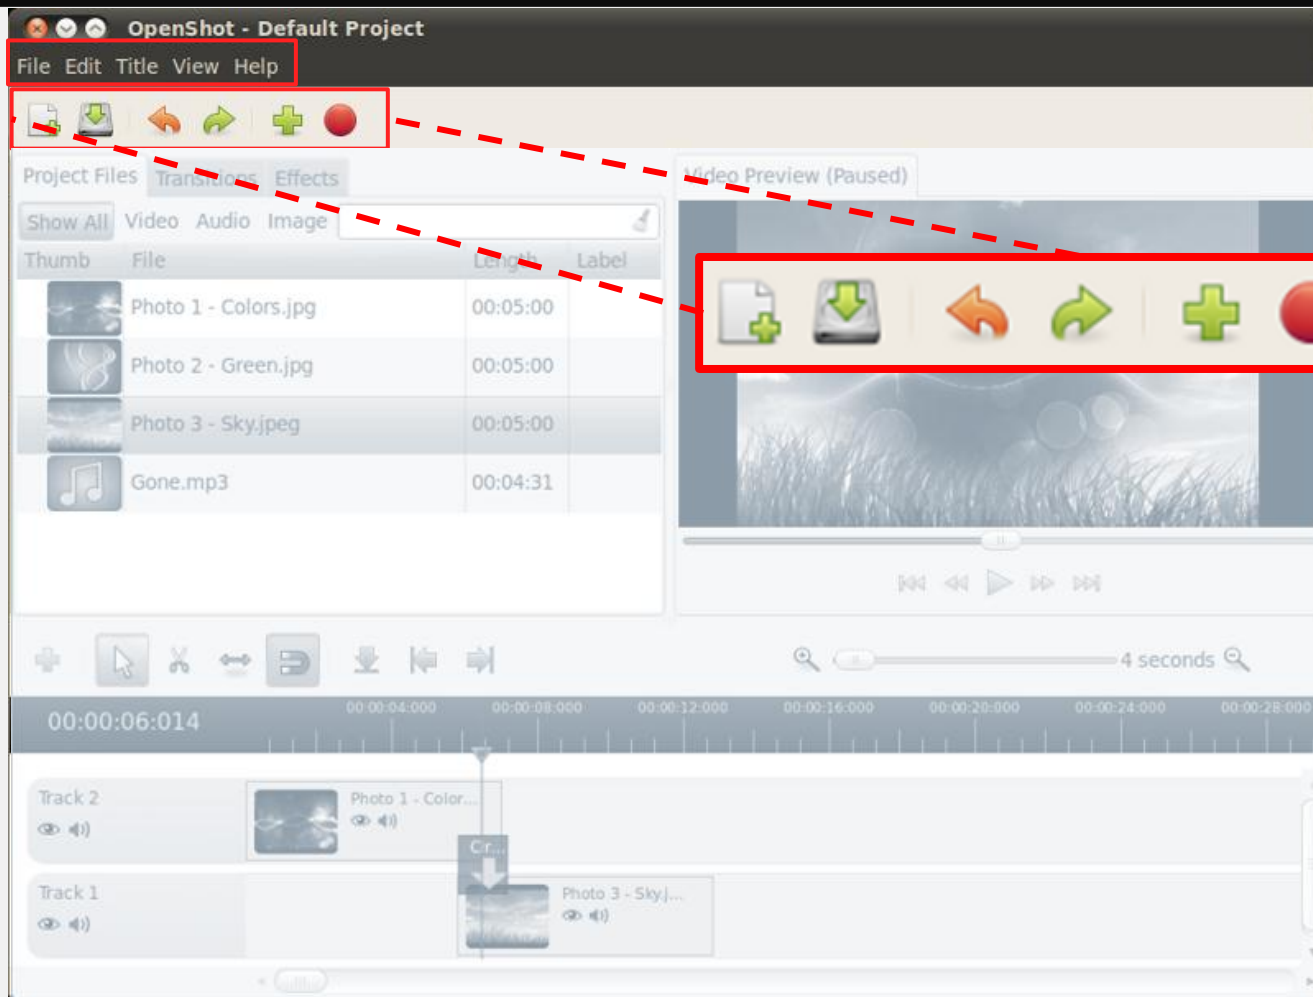 OpenShot - Default Project
File Edit Title View Help
Project Files Transitions Effects
Video Preview (Paused)
Show All Video Audio Image
Thumb File Length Label
Photo 1 - Colors.jpg 00:05:00
Photo 2 - Green.jpg 00:05:00
Photo 3 - Sky.jpeg 00:05:00
Gone.mp3 00:04:31
4 seconds
00:00:06:014
00:00:04:000 00:00:08:000 00:00:12:000 00:00:16:000 00:00:20:000 00:00:24:000 00:00:28:000
Track 2
Photo 1 - Color...
Cir...
Track 1
Photo 3 - Sky.j...